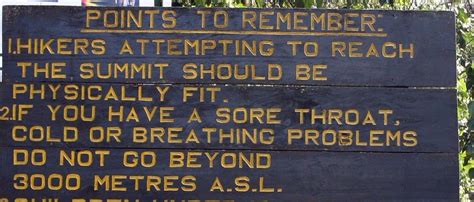 POINTS TO REMEMBER:
1.HIKERS ATTEMPTING TO REACH
THE SUMMIT SHOULD BE
PHYSICALLY FIT.
2.IF YOU HAVE A SORE THROAT,
COLD OR BREATHING PROBLEMS
DO NOT GO BEYOND
3000 METRES A.S.L.